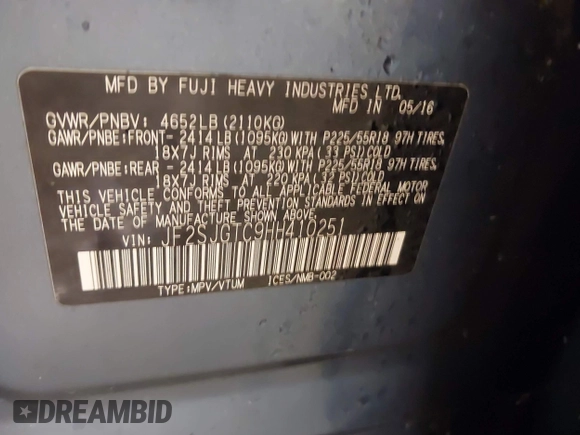 MFD BY FUJI HEAVY INDUSTRIES LTD.
MFD IN 05/16
GVWR/PNBV: 4652LB(2110KG)
GAWR/PNBE:FRONT- 2414LB(1095KG)WITH P225/55R18 97H TIRES,
18X7J RIMS AT 230 KPA(33 PSI)COLD
GAWR/PNBE:REAR - 2414LB(1095KG)WITH P225/55R18 97H TIRES,
18X7J RIMS AT 220 KPA(32 PSI)COLD
THIS VEHICLE CONFORMS TO ALL APPLICABLE FEDERAL MOTOR
VEHICLE SAFETY AND THEFT PREVENTION STANDARDS IN EFFECT ON
THE DATE OF MANUFACTURE SHOWN ABOVE.
VIN: JF2SJGTC9HH410251
TYPE:MPV/VTUM ICES/NMB-002
DREAMBID